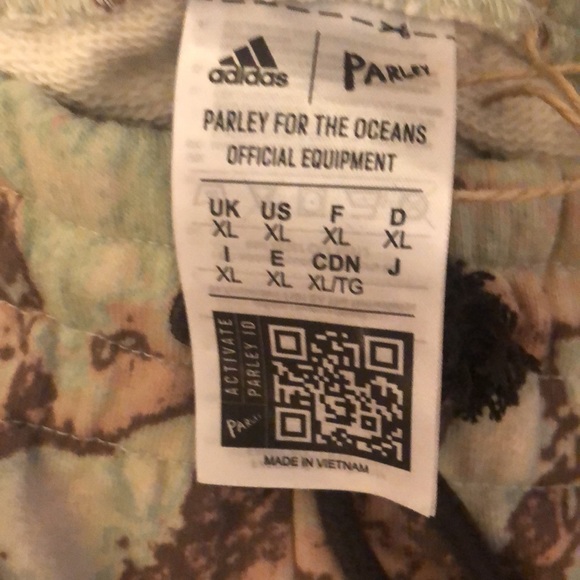 adidas
PARLEY
PARLEY FOR THE OCEANS
OFFICIAL EQUIPMENT
UK US F D
XL XL XL XL
I E CDN J
XL XL XL/TG
ACTIVATE
PARLEY ID
PARLEY
MADE IN VIETNAM